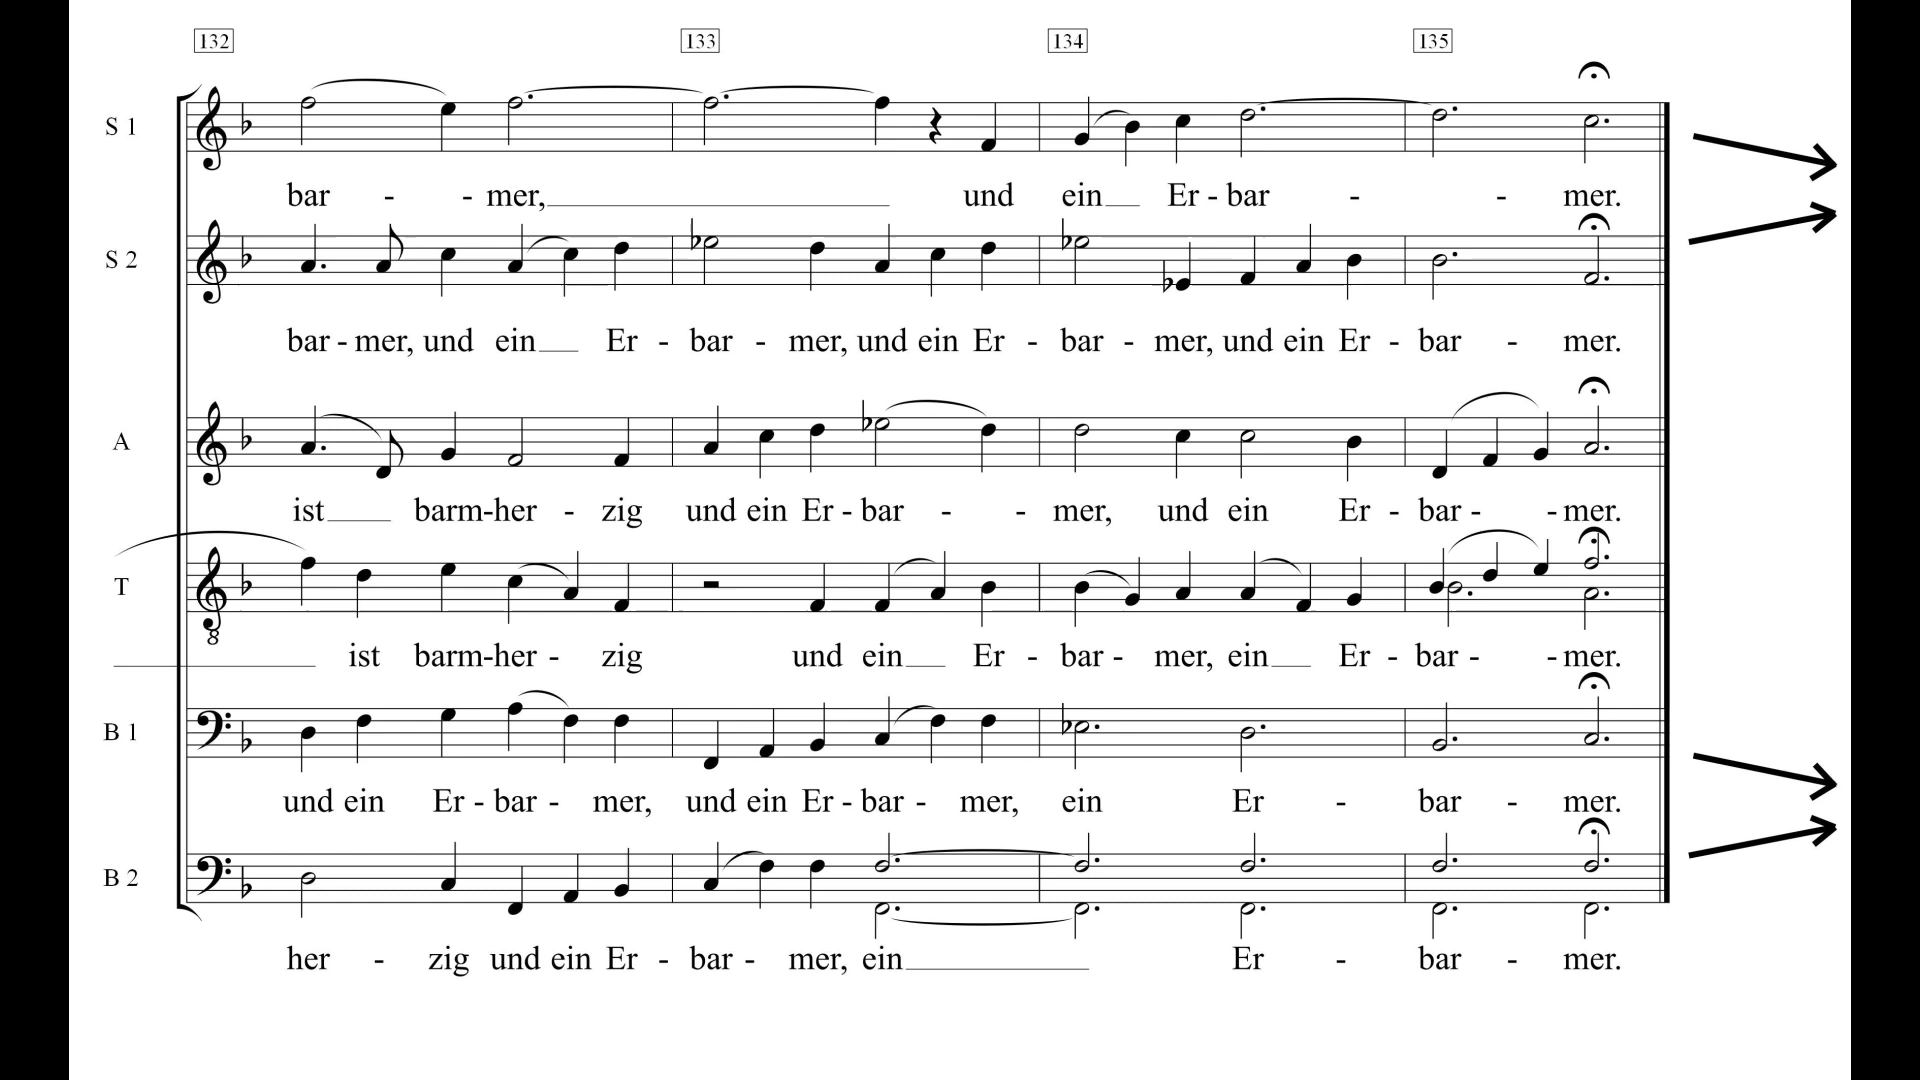 132 133 134 135
S 1
bar - - mer, und ein Er - bar - - mer.
S 2
bar - mer, und ein Er - bar - mer, und ein Er - bar - mer, und ein Er - bar - mer.
A
ist barm-her - zig und ein Er - bar - - mer, und ein Er - bar - - mer.
T
8
ist barm-her - zig und ein Er - bar - mer, ein Er - bar - - mer.
B 1
und ein Er - bar - mer, und ein Er - bar - mer, ein Er - bar - mer.
B 2
her - zig und ein Er - bar - mer, ein Er - bar - mer.